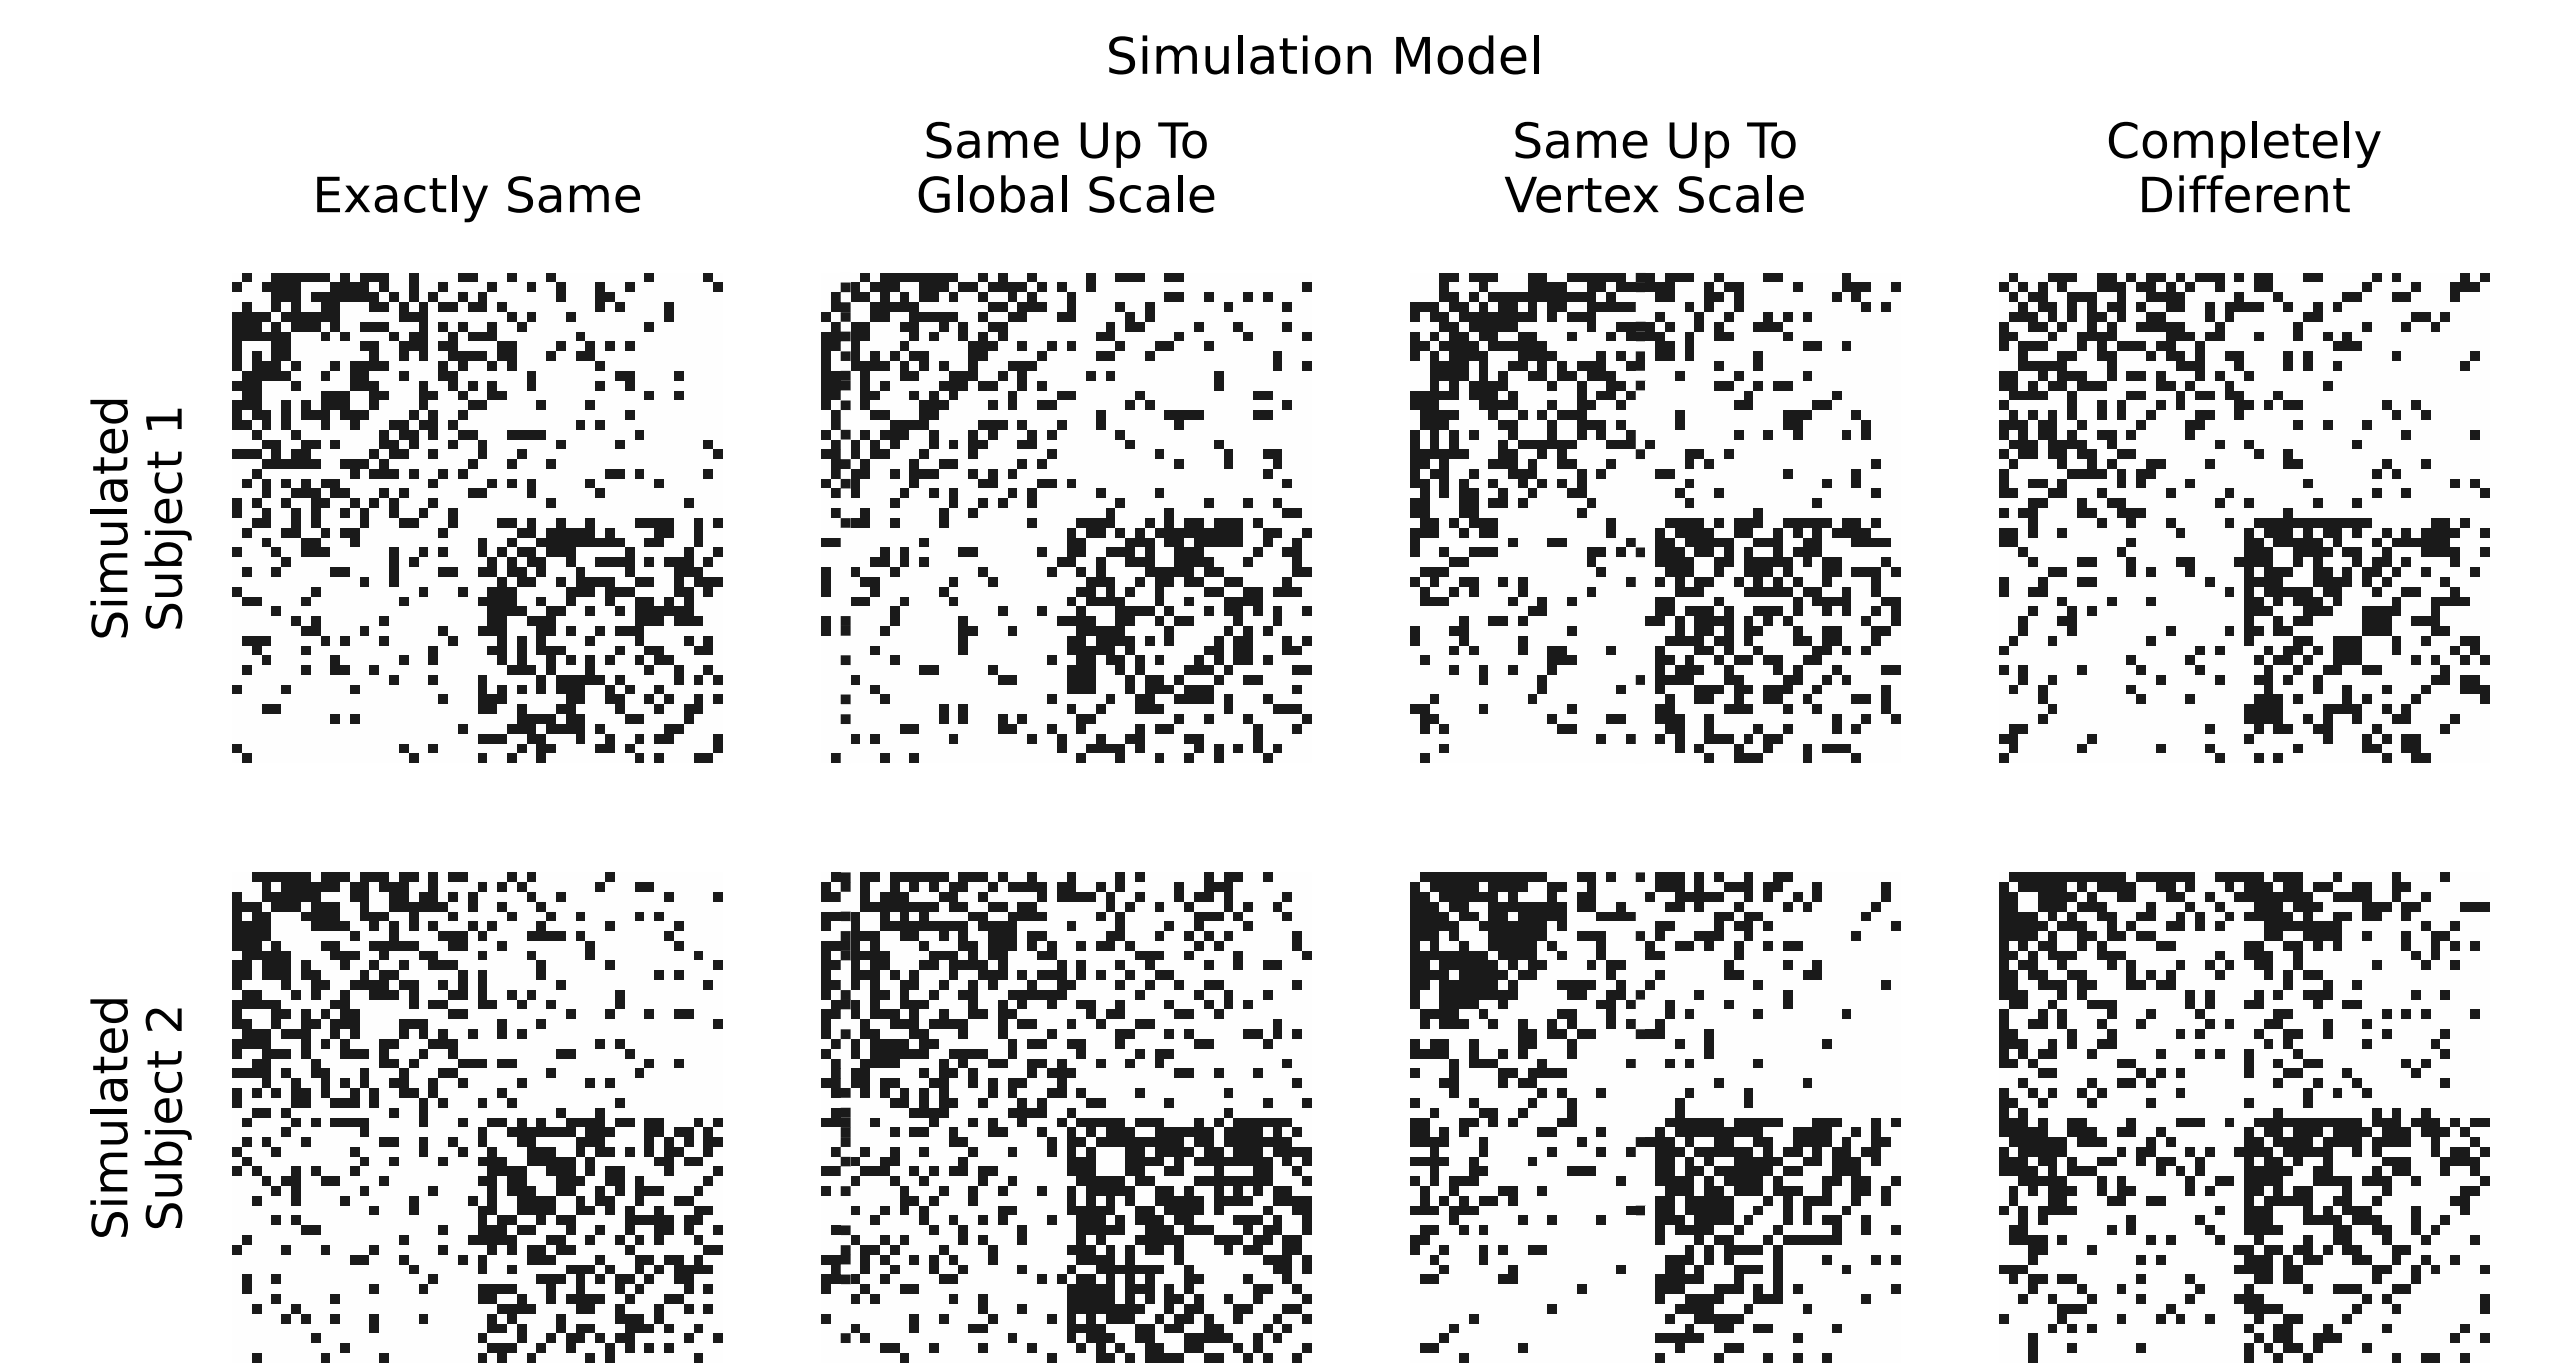 Simulation Model
Exactly Same
Same Up To
Global Scale
Same Up To
Vertex Scale
Completely
Different
Simulated
Subject 1
Simulated
Subject 2